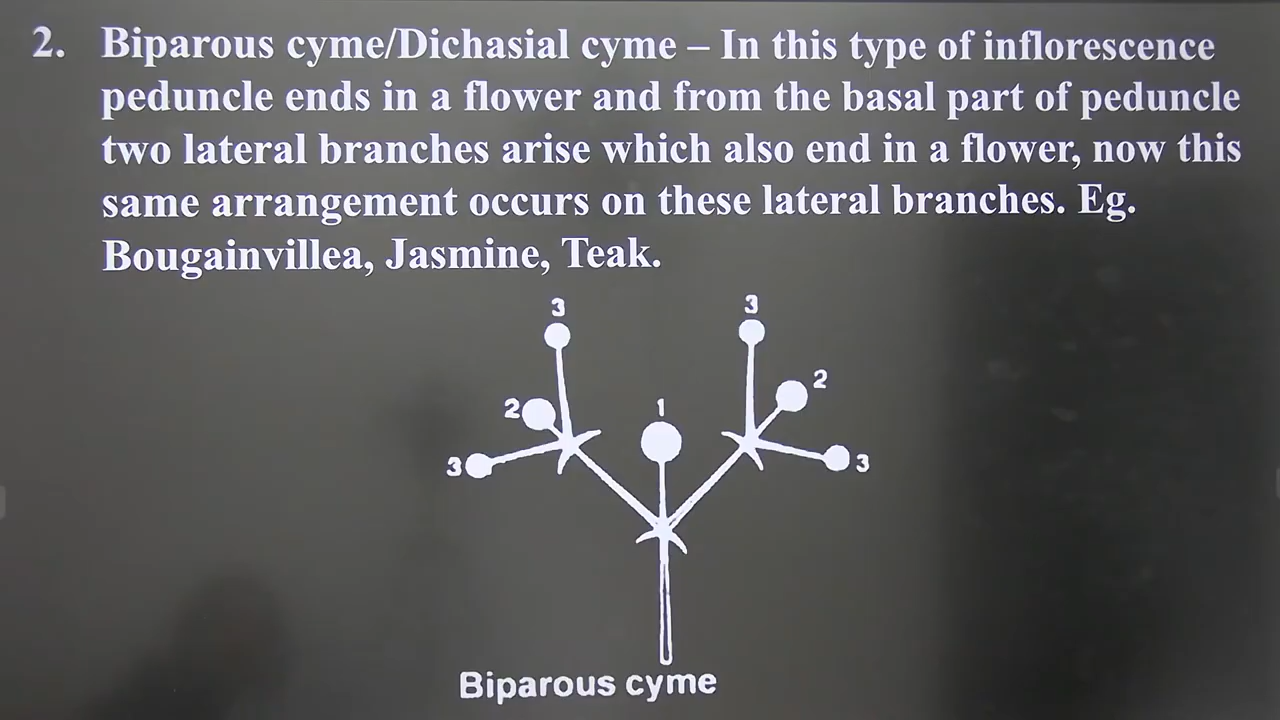 2. Biparous cyme/Dichasial cyme – In this type of inflorescence
peduncle ends in a flower and from the basal part of peduncle
two lateral branches arise which also end in a flower, now this
same arrangement occurs on these lateral branches. Eg.
Bougainvillea, Jasmine, Teak.
3 3
2
2 1
3 3
Biparous cyme